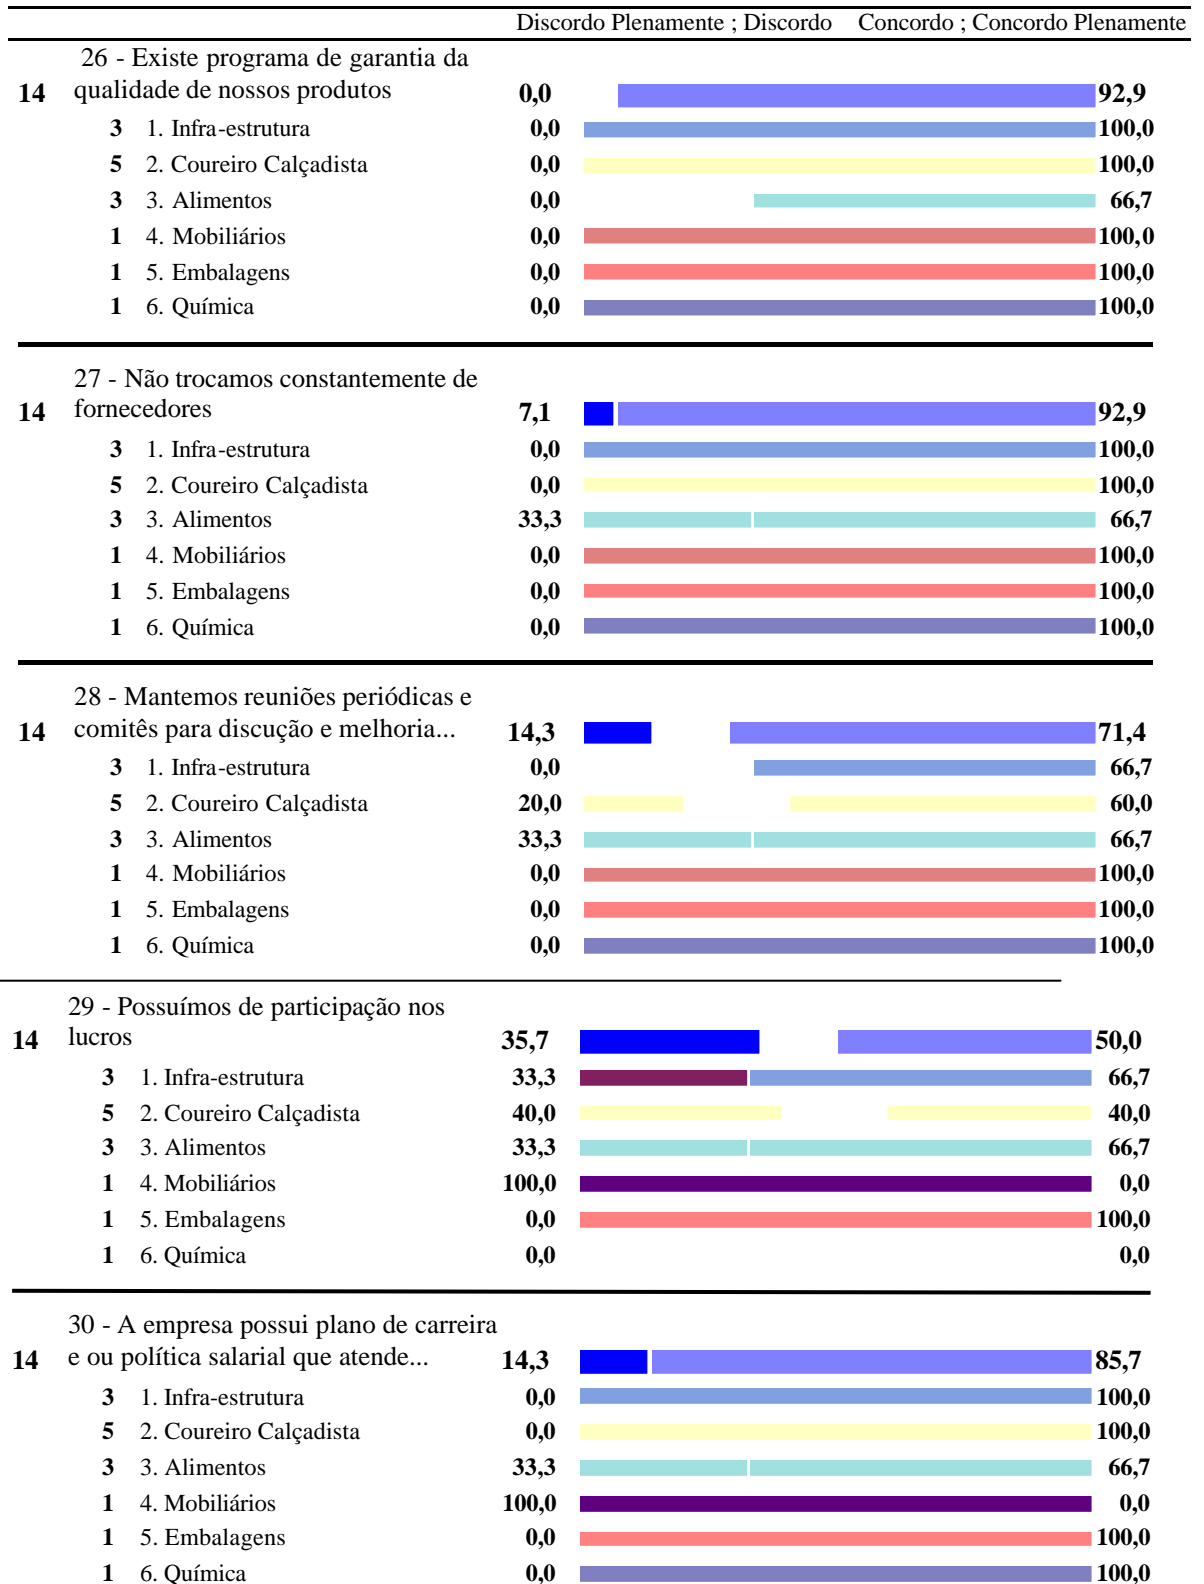 Discordo Plenamente ; Discordo Concordo ; Concordo Plenamente
26 - Existe programa de garantia da
14 qualidade de nossos produtos 0,0 92,9
3 1. Infra-estrutura 0,0 100,0
5 2. Coureiro Calçadista 0,0 100,0
3 3. Alimentos 0,0 66,7
1 4. Mobiliários 0,0 100,0
1 5. Embalagens 0,0 100,0
1 6. Química 0,0 100,0
27 - Não trocamos constantemente de
14 fornecedores 7,1 92,9
3 1. Infra-estrutura 0,0 100,0
5 2. Coureiro Calçadista 0,0 100,0
3 3. Alimentos 33,3 66,7
1 4. Mobiliários 0,0 100,0
1 5. Embalagens 0,0 100,0
1 6. Química 0,0 100,0
28 - Mantemos reuniões periódicas e
14 comitês para discução e melhoria... 14,3 71,4
3 1. Infra-estrutura 0,0 66,7
5 2. Coureiro Calçadista 20,0 60,0
3 3. Alimentos 33,3 66,7
1 4. Mobiliários 0,0 100,0
1 5. Embalagens 0,0 100,0
1 6. Química 0,0 100,0
29 - Possuímos de participação nos
14 lucros 35,7 50,0
3 1. Infra-estrutura 33,3 66,7
5 2. Coureiro Calçadista 40,0 40,0
3 3. Alimentos 33,3 66,7
1 4. Mobiliários 100,0 0,0
1 5. Embalagens 0,0 100,0
1 6. Química 0,0 0,0
30 - A empresa possui plano de carreira
14 e ou política salarial que atende... 14,3 85,7
3 1. Infra-estrutura 0,0 100,0
5 2. Coureiro Calçadista 0,0 100,0
3 3. Alimentos 33,3 66,7
1 4. Mobiliários 100,0 0,0
1 5. Embalagens 0,0 100,0
1 6. Química 0,0 100,0